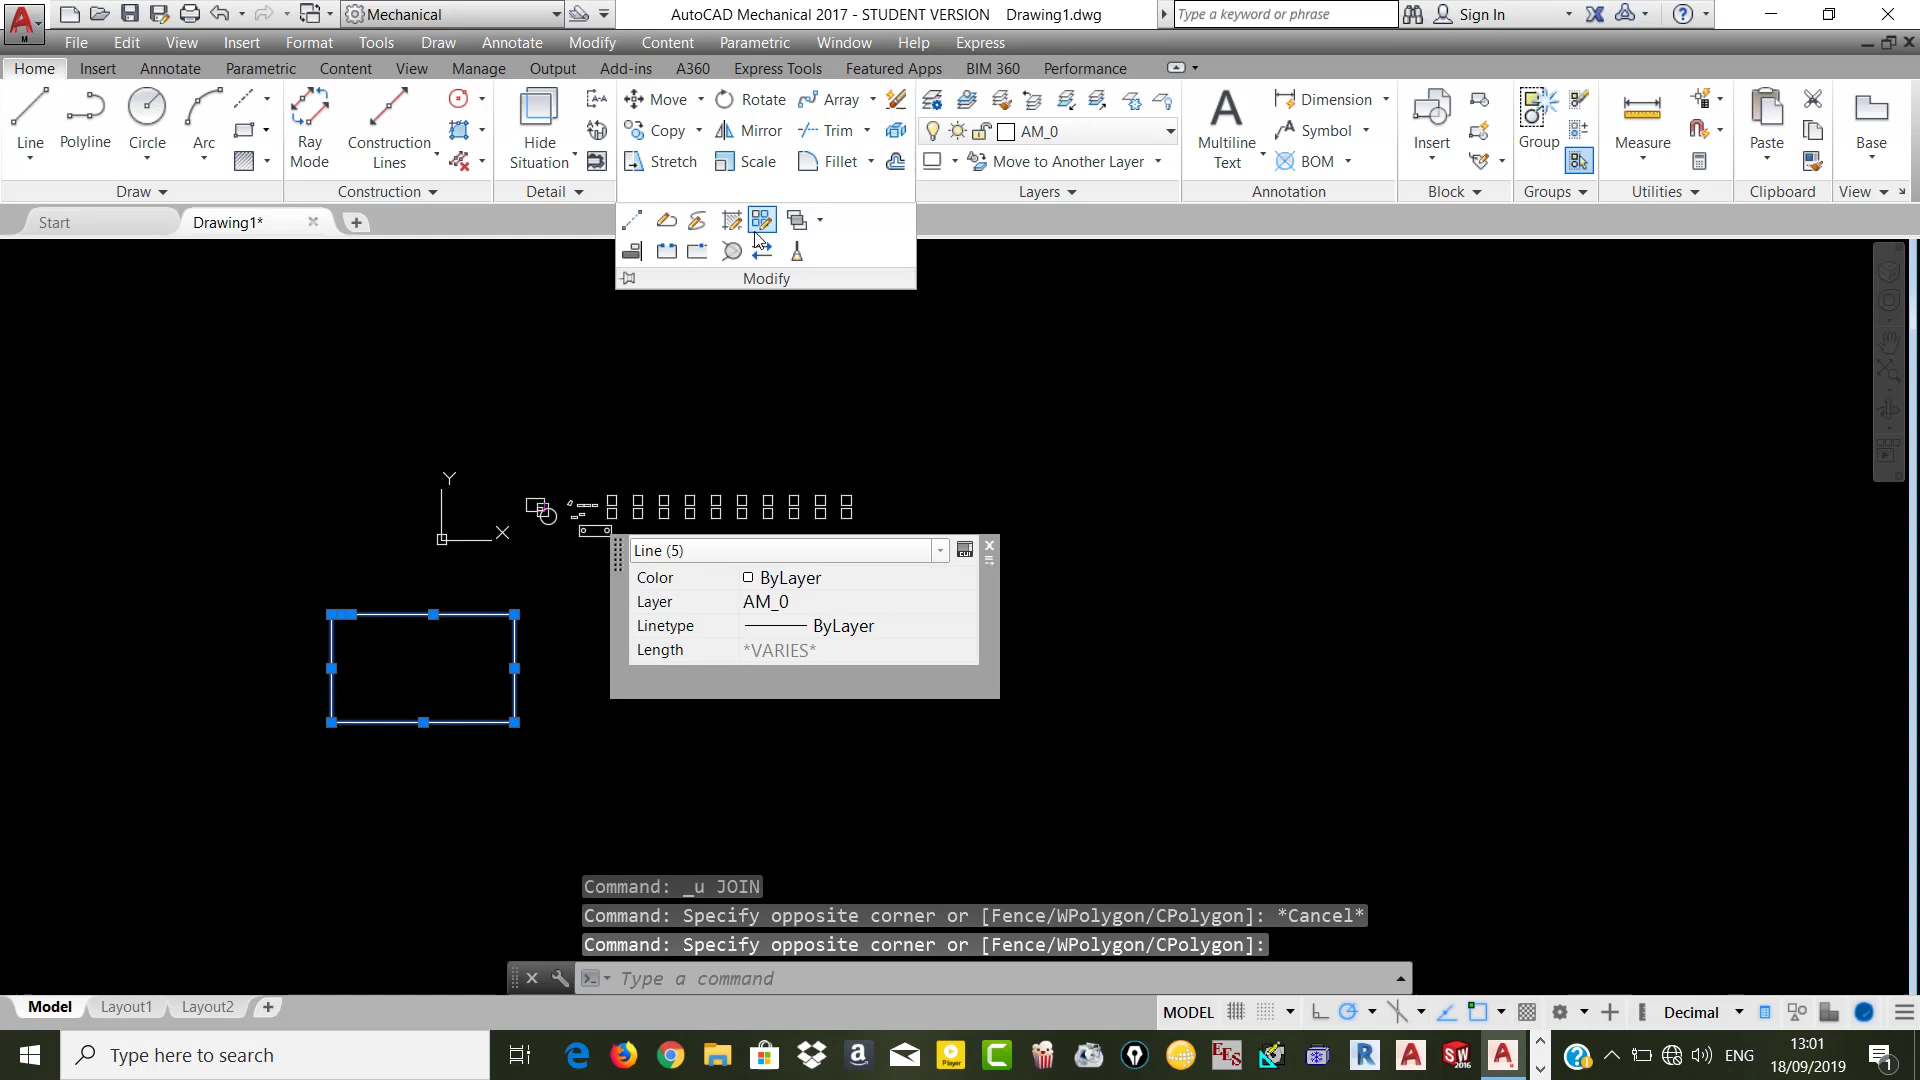 Mechanical
AutoCAD Mechanical 2017 - STUDENT VERSION Drawing1.dwg
Type a keyword or phrase
Sign In
File Edit View Insert Format Tools Draw Annotate Modify Content Parametric Window Help Express
Home Insert Annotate Parametric Content View Manage Output Add-ins A360 Express Tools Featured Apps BIM 360 Performance
Line
Polyline
Circle
Arc
Ray Mode
Construction Lines
Hide Situation
Move Rotate Array
Copy Mirror Trim
Stretch Scale Fillet
AM_0
Move to Another Layer
Multiline Text
Dimension
Symbol
BOM
Insert
Group
Measure
Paste
Base
Draw Construction Detail Layers Annotation Block Groups Utilities Clipboard View
Start Drawing1*
Modify
Y
X
Line (5)
Color ByLayer
Layer AM_0
Linetype ByLayer
Length *VARIES*
Command: _u JOIN
Command: Specify opposite corner or [Fence/WPolygon/CPolygon]: *Cancel*
Command: Specify opposite corner or [Fence/WPolygon/CPolygon]:
Type a command
Model Layout1 Layout2
MODEL
Decimal
Type here to search
ENG
13:01
18/09/2019
1